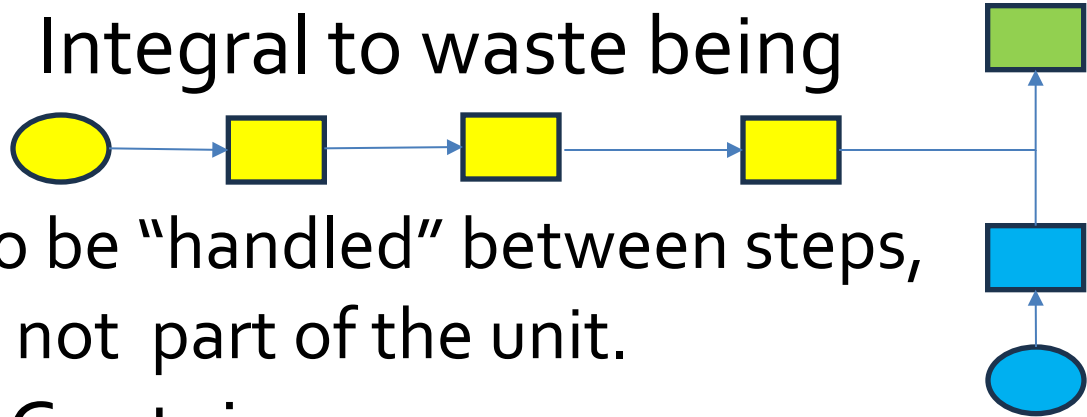 Integral to waste being
o be “handled” between steps,
not part of the unit.